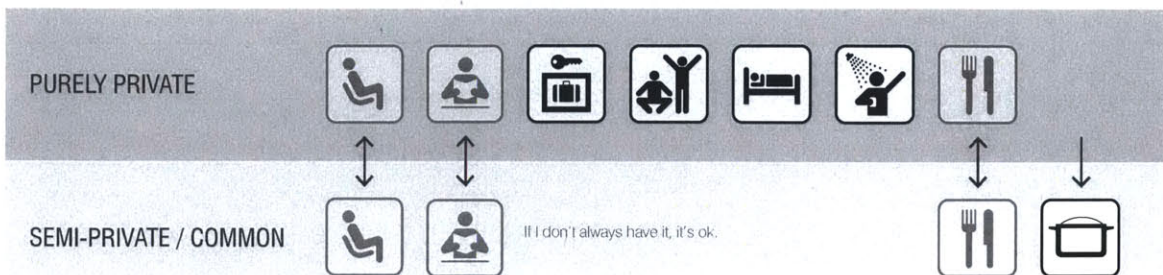 PURELY PRIVATE
SEMI-PRIVATE / COMMON
If I don't always have it, it's ok.